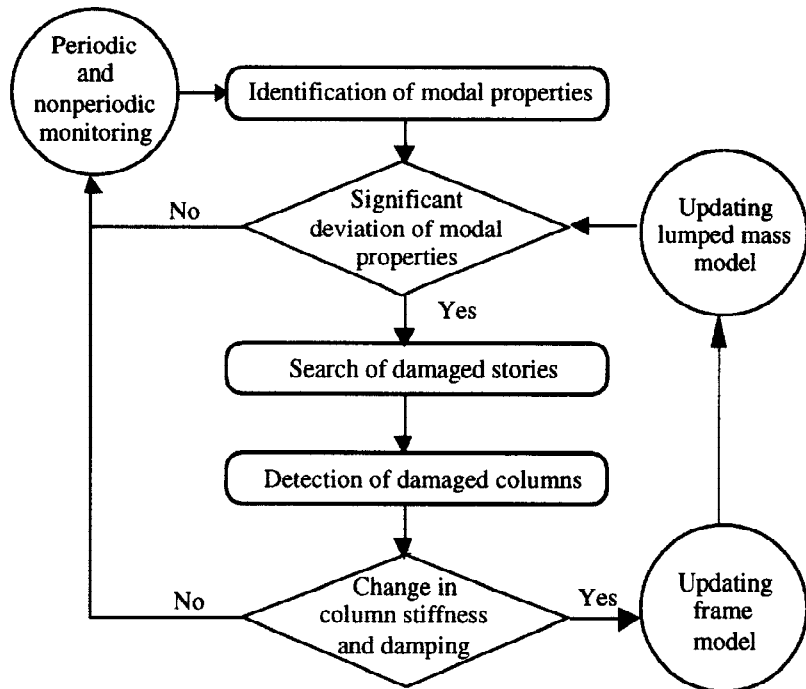 Periodic
and
nonperiodic
monitoring
Identification of modal properties
Significant
deviation of modal
properties
No
Yes
Updating
lumped mass
model
Search of damaged stories
Detection of damaged columns
Change in
column stiffness
and damping
No
Yes
Updating
frame
model